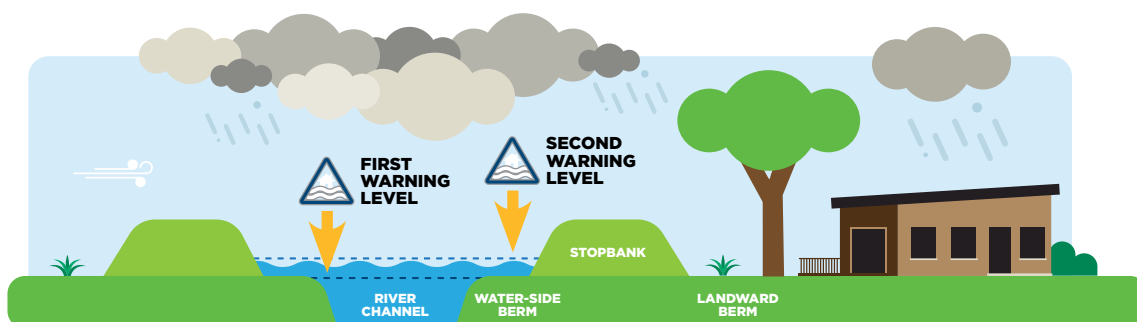 FIRST
WARNING
LEVEL
SECOND
WARNING
LEVEL
STOPBANK
RIVER
CHANNEL
WATER-SIDE
BERM
LANDWARD
BERM